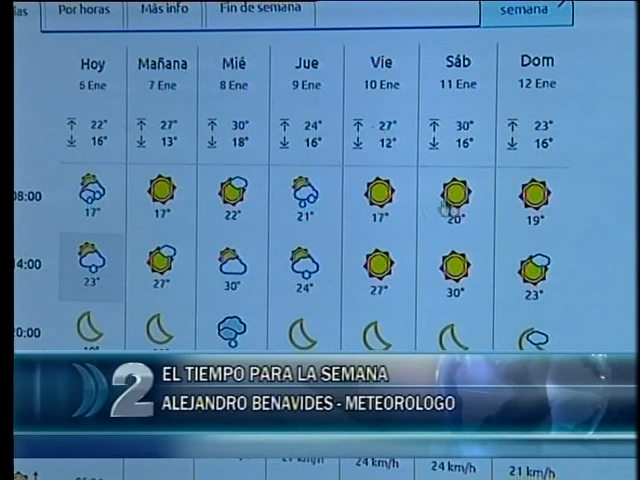 Por horas Más info Fin de semana semana
Hoy Mañana Mié Jue Vie Sáb Dom
6 Ene 7 Ene 8 Ene 9 Ene 10 Ene 11 Ene 12 Ene
22° 27° 30° 24° 27° 30° 23°
16° 13° 18° 16° 12° 16° 16°
08:00
17° 17° 22° 21° 17° 20° 19°
14:00
23° 27° 30° 24° 27° 30° 23°
20:00
2
EL TIEMPO PARA LA SEMANA
ALEJANDRO BENAVIDES - METEOROLOGO
24 km/h 24 km/h 21 km/h